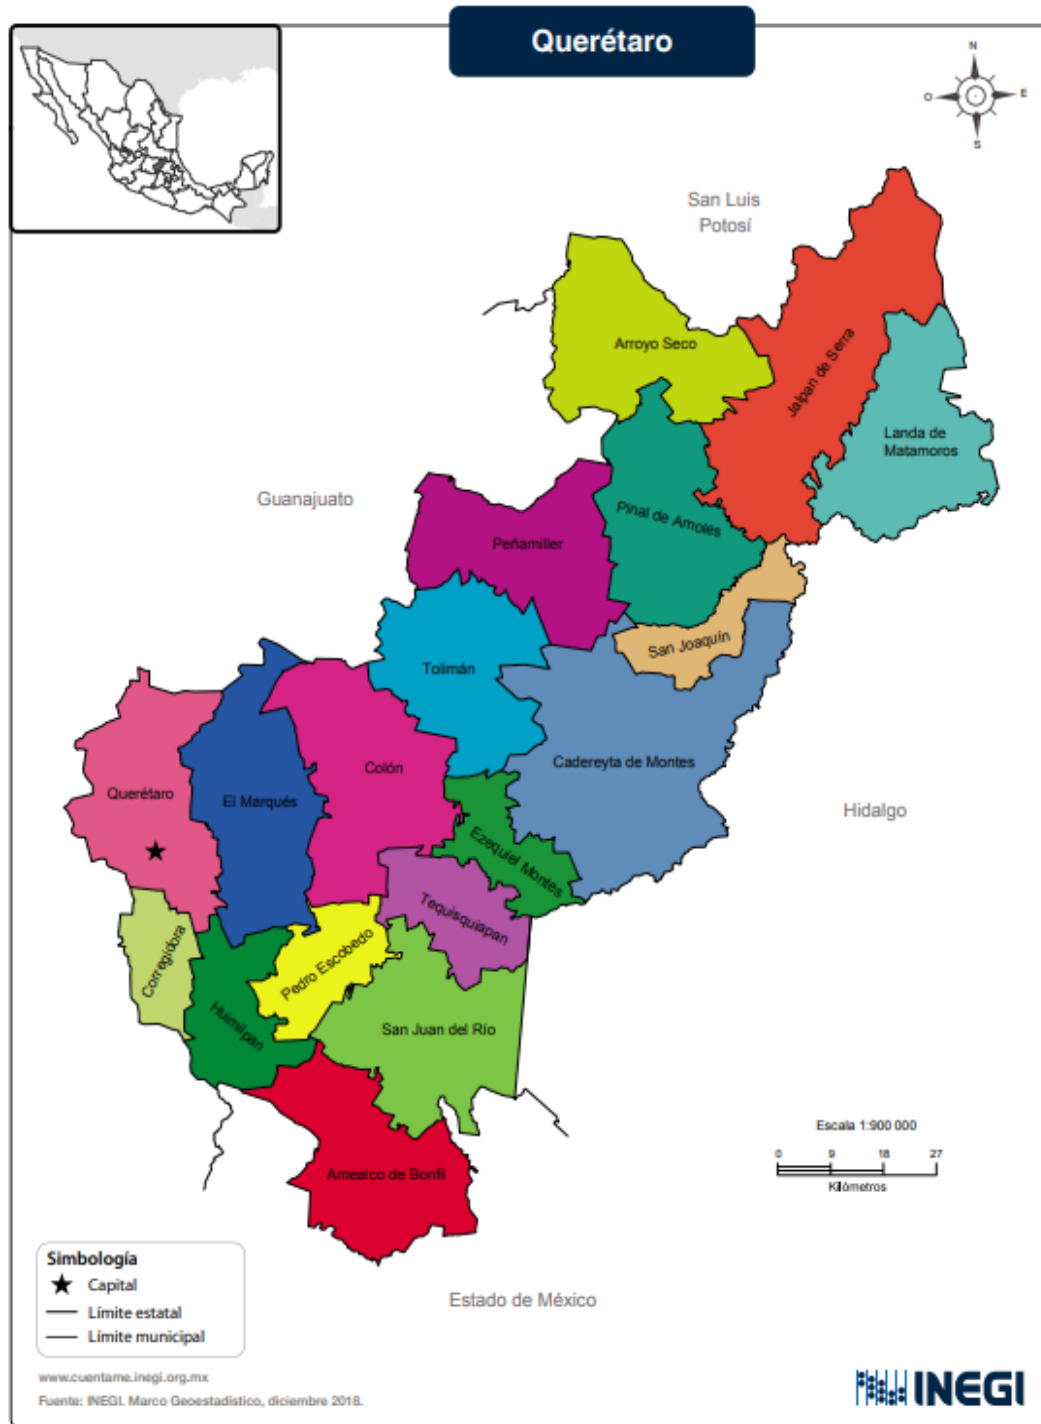 Querétaro
N
O
E
S
San Luis
Potosí
Arroyo Seco
Jalpan de Serra
Landa de
Matamoros
Guanajuato
Pinal de Amoles
Peñamiller
San Joaquín
Tolimán
Cadereyta de Montes
Colón
Querétaro
El Marqués
Hidalgo
Ezequiel Montes
Tequisquiapan
Corregidora
Pedro Escobedo
Huimilpan
San Juan del Río
Amealco de Bonfil
Escala 1:900 000
0 9 18 27
Kilómetros
Simbología
Capital
Límite estatal
Límite municipal
Estado de México
www.cuentame.inegi.org.mx
Fuente: INEGI. Marco Geoestadístico, diciembre 2018.
INEGI